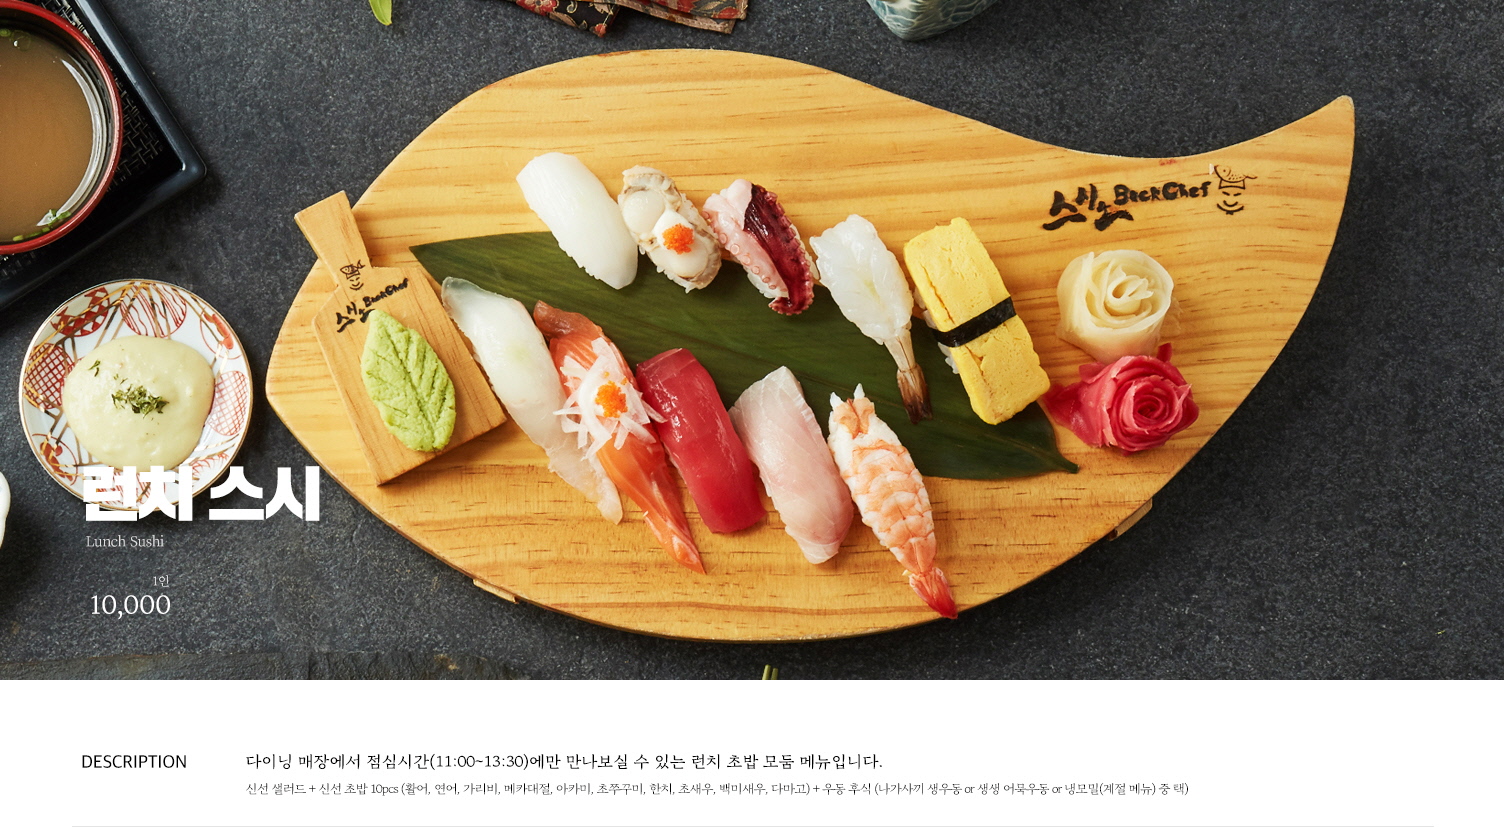 스시노 BackChef
스시노 BackChef
런치 스시
Lunch Sushi
1인
10,000
DESCRIPTION
다이닝 매장에서 점심시간(11:00~13:30)에만 만나보실 수 있는 런치 초밥 모둠 메뉴입니다.
신선 샐러드 + 신선 초밥 10pcs (활어, 연어, 가리비, 메카대절, 아카미, 초쭈꾸미, 한치, 초새우, 백미새우, 다마고) + 우동 후식 (나가사끼 생우동 or 생생 어묵우동 or 냉모밀(계절 메뉴) 중 택)